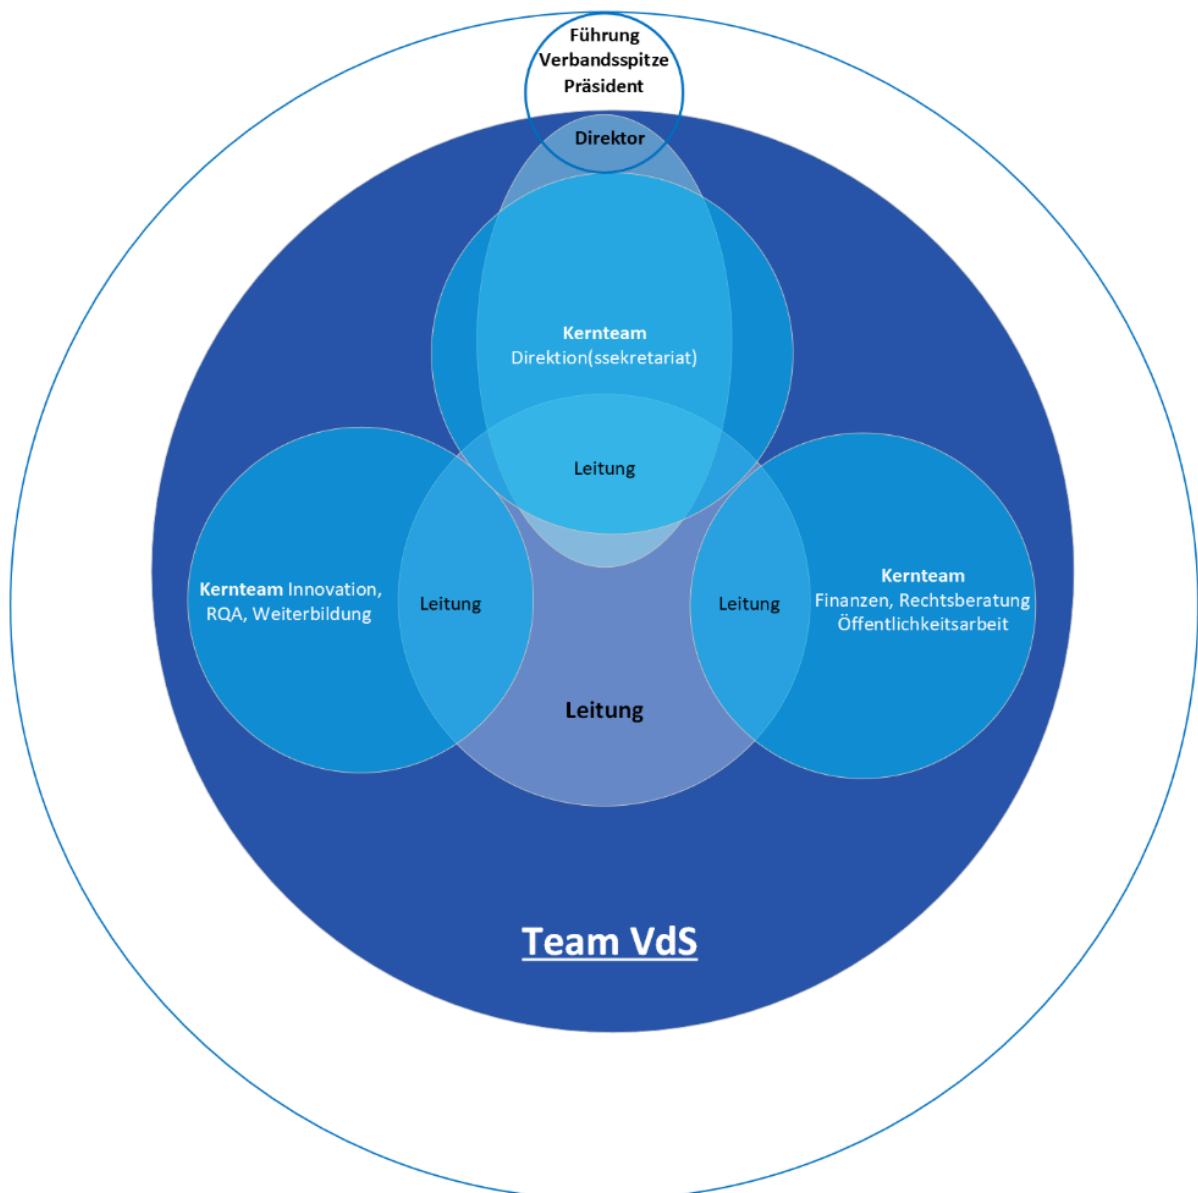 Führung
Verbandsspitze
Präsident
Direktor
Kernteam
Direktion(ssekretariat)
Leitung
Kernteam Innovation,
RQA, Weiterbildung
Leitung
Leitung
Kernteam
Finanzen, Rechtsberatung
Öffentlichkeitsarbeit
Leitung
Team VdS